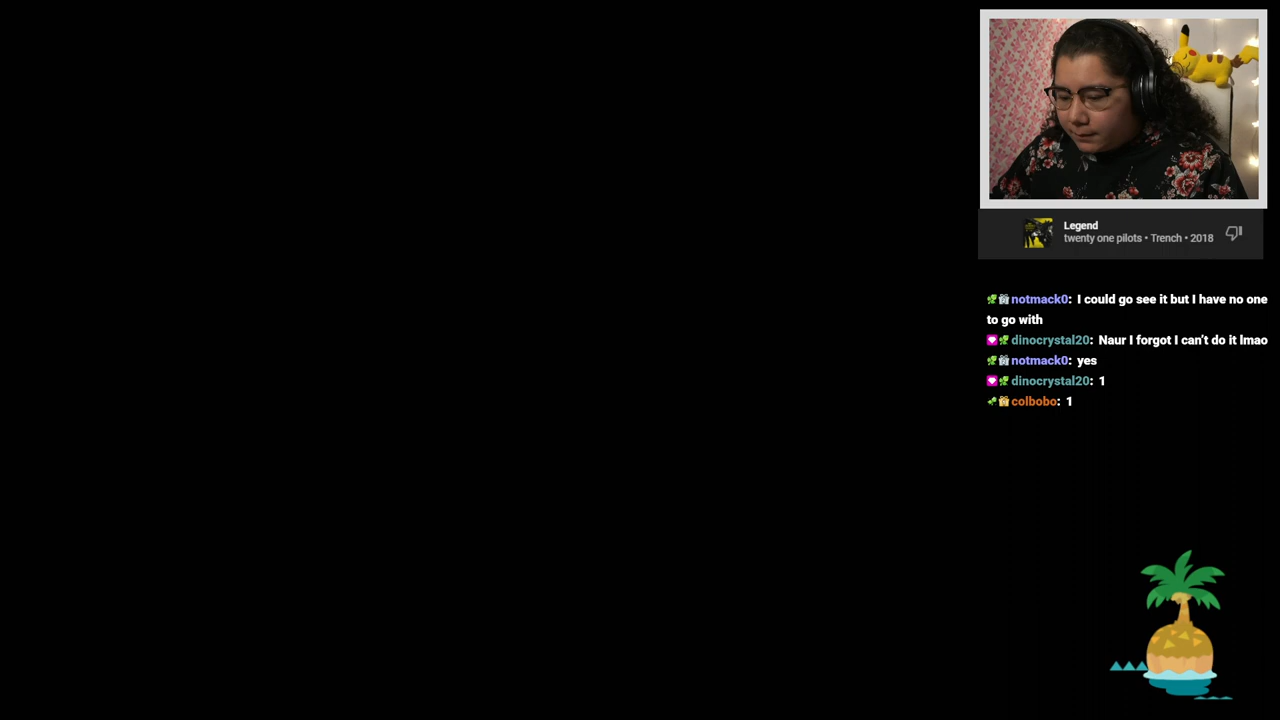 Legend
twenty one pilots • Trench • 2018
notmack0: I could go see it but I have no one
to go with
dinocrystal20: Naur I forgot I can’t do it lmao
notmack0: yes
dinocrystal20: 1
colbobo: 1